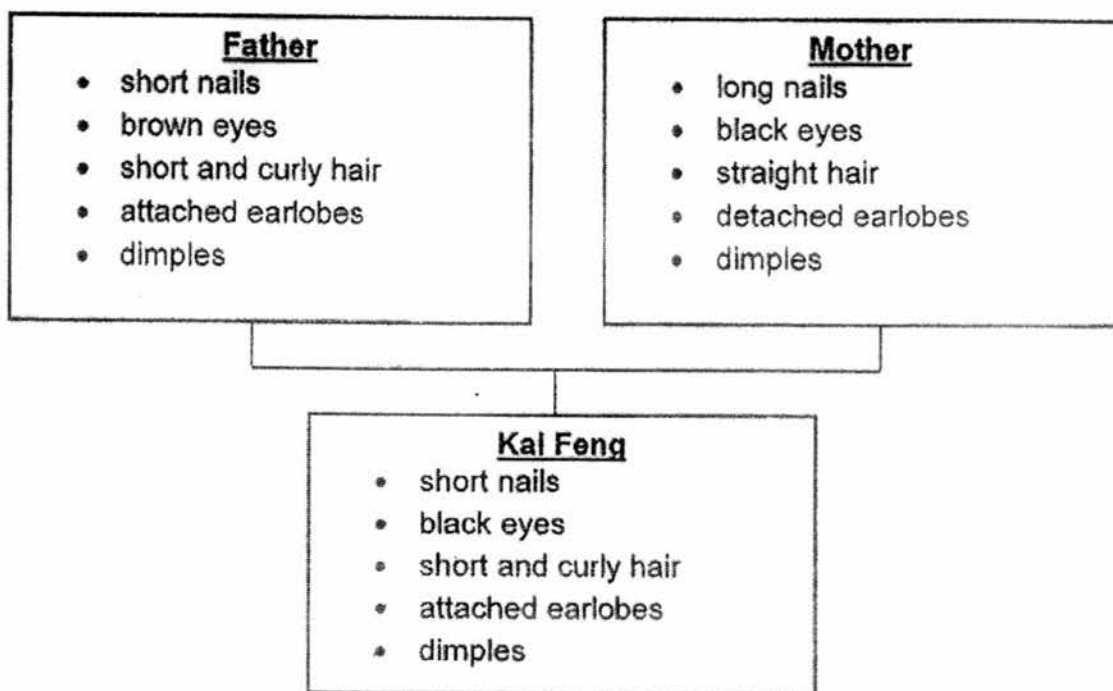 Father
• short nails
• brown eyes
• short and curly hair
• attached earlobes
• dimples
Mother
• long nails
• black eyes
• straight hair
• detached earlobes
• dimples
Kai Feng
• short nails
• black eyes
• short and curly hair
• attached earlobes
• dimples